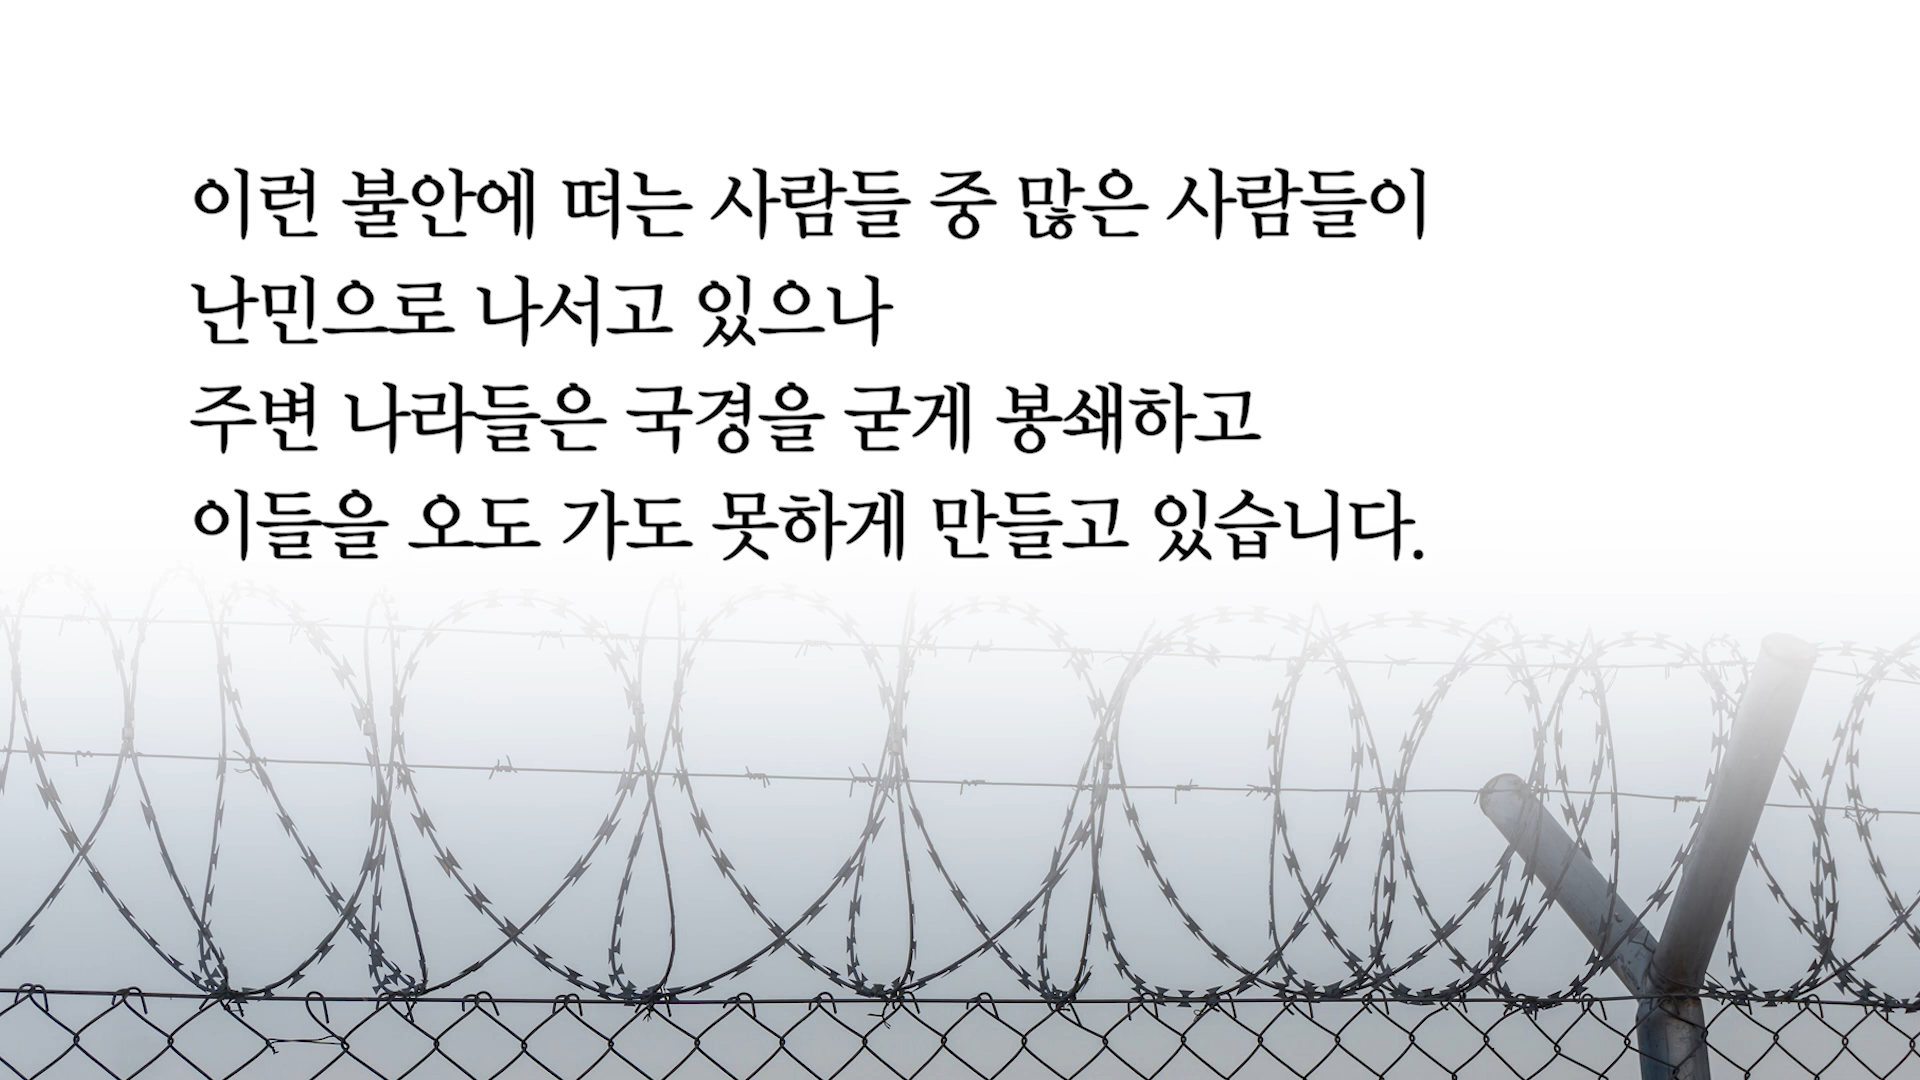 이런 불안에 떠는 사람들 중 많은 사람들이
난민으로 나서고 있으나
주변 나라들은 국경을 굳게 봉쇄하고
이들을 오도 가도 못하게 만들고 있습니다.